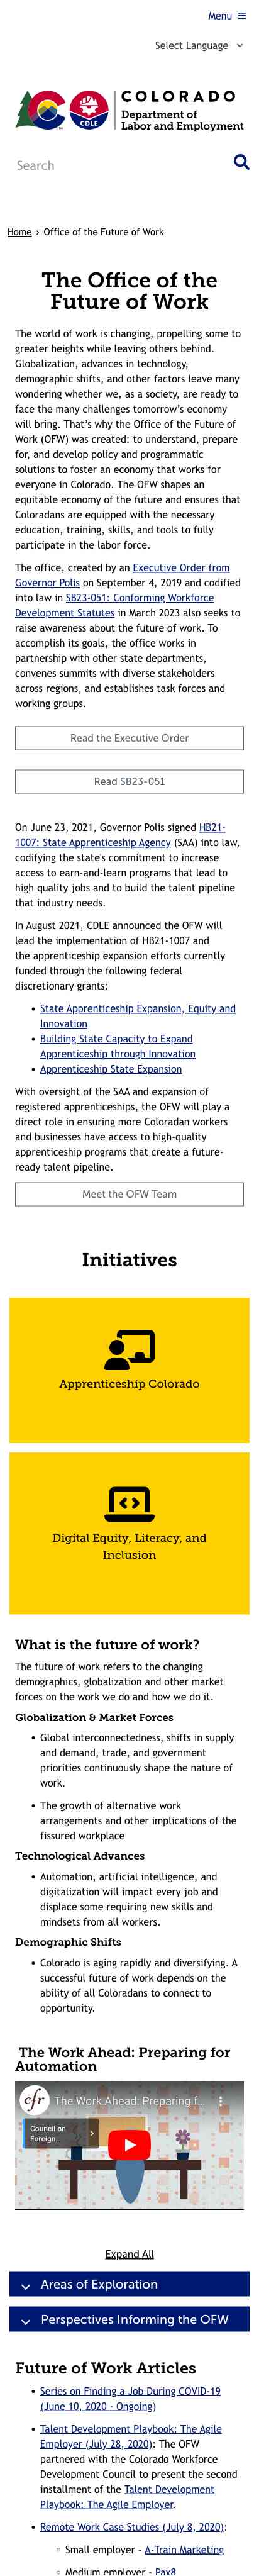 Menu
Select Language
COLORADO
Department of
Labor and Employment
CDLE
Search
Home › Office of the Future of Work
The Office of the
Future of Work
The world of work is changing, propelling some to
greater heights while leaving others behind.
Globalization, advances in technology,
demographic shifts, and other factors leave many
wondering whether we, as a society, are ready to
face the many challenges tomorrow’s economy
will bring. That’s why the Office of the Future of
Work (OFW) was created: to understand, prepare
for, and develop policy and programmatic
solutions to foster an economy that works for
everyone in Colorado. The OFW shapes an
equitable economy of the future and ensures that
Coloradans are equipped with the necessary
education, training, skills, and tools to fully
participate in the labor force.
The office, created by an Executive Order from
Governor Polis on September 4, 2019 and codified
into law in SB23-051: Conforming Workforce
Development Statutes in March 2023 also seeks to
raise awareness about the future of work. To
accomplish its goals, the office works in
partnership with other state departments,
convenes summits with diverse stakeholders
across regions, and establishes task forces and
working groups.
Read the Executive Order
Read SB23-051
On June 23, 2021, Governor Polis signed HB21-
1007: State Apprenticeship Agency (SAA) into law,
codifying the state's commitment to increase
access to earn-and-learn programs that lead to
high quality jobs and to build the talent pipeline
that industry needs.
In August 2021, CDLE announced the OFW will
lead the implementation of HB21-1007 and
the apprenticeship expansion efforts currently
funded through the following federal
discretionary grants:
• State Apprenticeship Expansion, Equity and
Innovation
• Building State Capacity to Expand
Apprenticeship through Innovation
• Apprenticeship State Expansion
With oversight of the SAA and expansion of
registered apprenticeships, the OFW will play a
direct role in ensuring more Coloradan workers
and businesses have access to high-quality
apprenticeship programs that create a future-
ready talent pipeline.
Meet the OFW Team
Initiatives
Apprenticeship Colorado
Digital Equity, Literacy, and
Inclusion
What is the future of work?
The future of work refers to the changing
demographics, globalization and other market
forces on the work we do and how we do it.
Globalization & Market Forces
• Global interconnectedness, shifts in supply
and demand, trade, and government
priorities continuously shape the nature of
work.
• The growth of alternative work
arrangements and other implications of the
fissured workplace
Technological Advances
• Automation, artificial intelligence, and
digitalization will impact every job and
displace some requiring new skills and
mindsets from all workers.
Demographic Shifts
• Colorado is aging rapidly and diversifying. A
successful future of work depends on the
ability of all Coloradans to connect to
opportunity.
The Work Ahead: Preparing for
Automation
cfr
The Work Ahead: Preparing f...
Council on
Foreign...
Expand All
Areas of Exploration
Perspectives Informing the OFW
Future of Work Articles
• Series on Finding a Job During COVID-19
(June 10, 2020 - Ongoing)
• Talent Development Playbook: The Agile
Employer (July 28, 2020): The OFW
partnered with the Colorado Workforce
Development Council to present the second
installment of the Talent Development
Playbook: The Agile Employer.
• Remote Work Case Studies (July 8, 2020):
◦ Small employer - A-Train Marketing
◦ Medium employer - Pax8